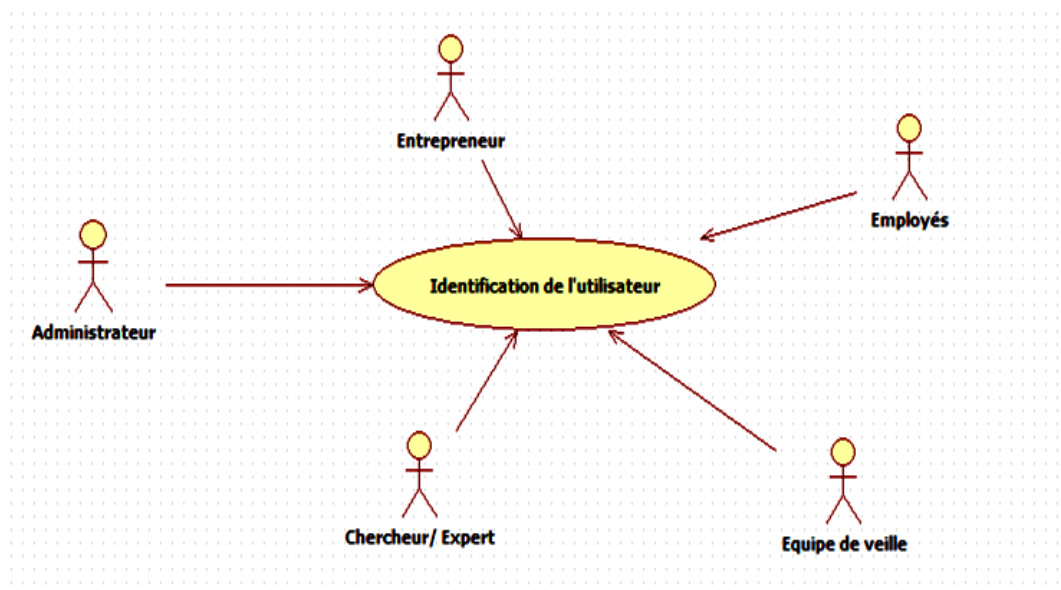 Entrepreneur
Employés
Identification de l'utilisateur
Administrateur
Chercheur/ Expert
Equipe de veille